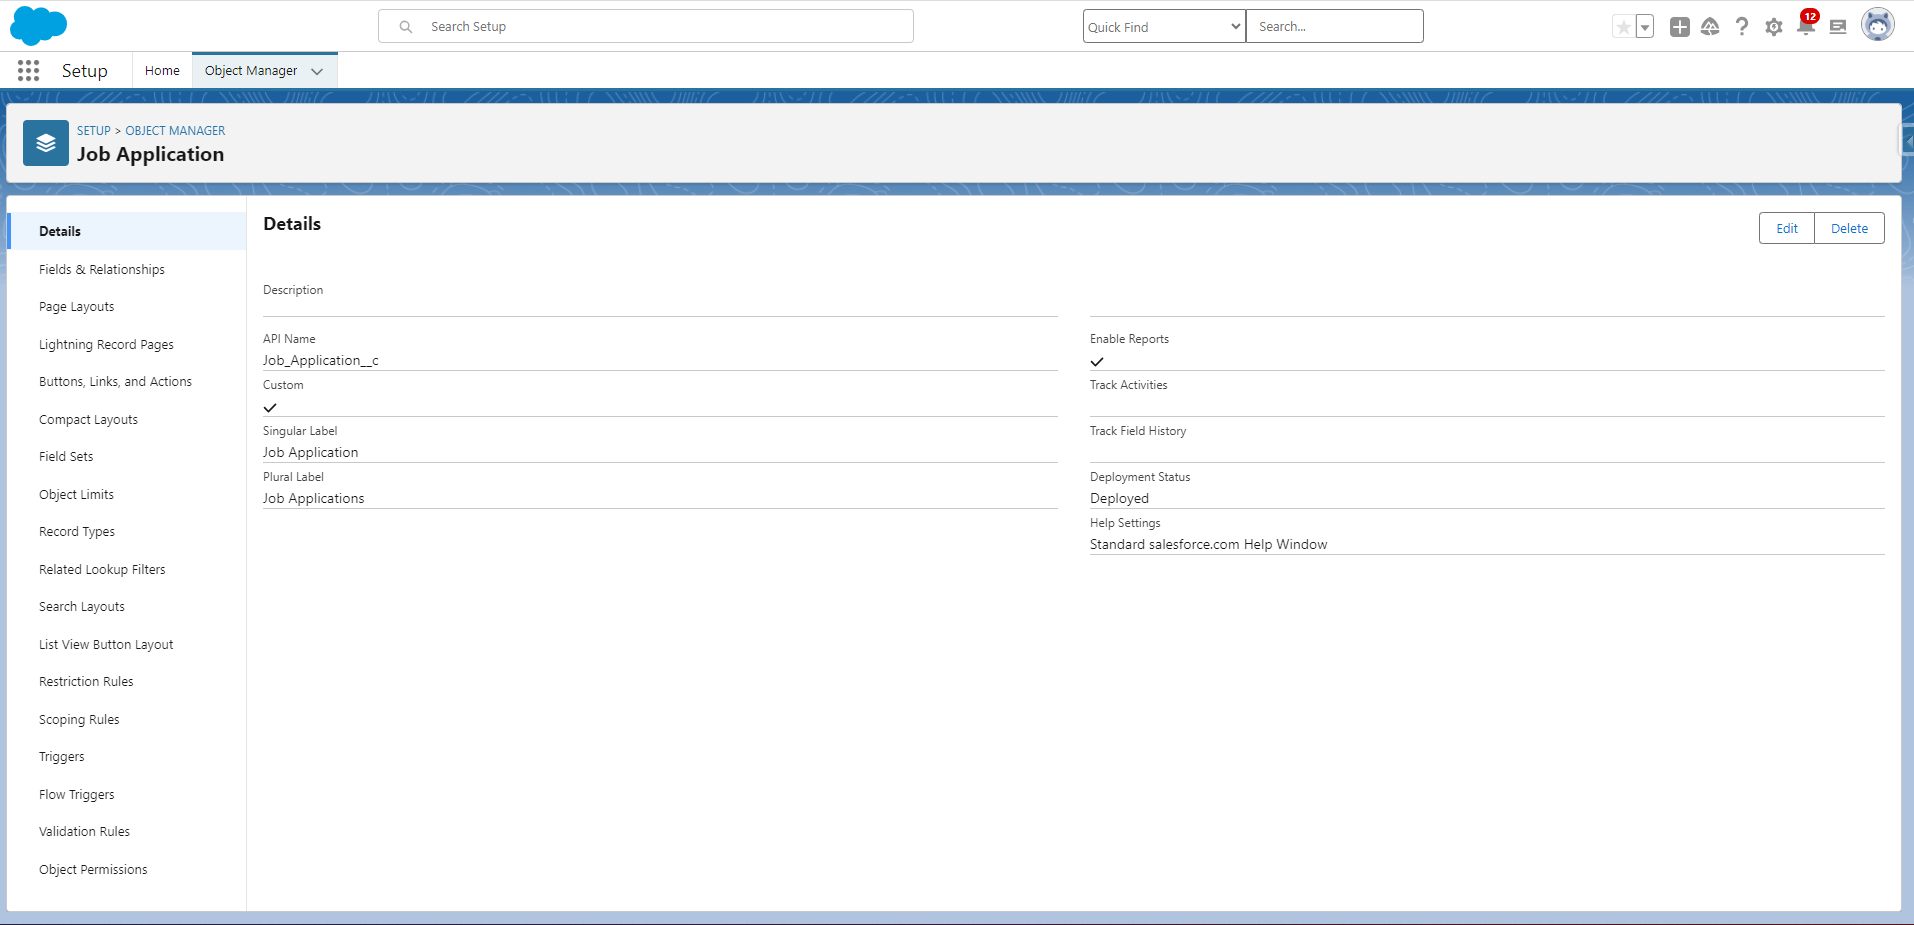 Search Setup
Quick Find
Search...
12
Setup
Home
Object Manager
SETUP > OBJECT MANAGER
Job Application
Details
Fields & Relationships
Page Layouts
Lightning Record Pages
Buttons, Links, and Actions
Compact Layouts
Field Sets
Object Limits
Record Types
Related Lookup Filters
Search Layouts
List View Button Layout
Restriction Rules
Scoping Rules
Triggers
Flow Triggers
Validation Rules
Object Permissions
Details
Edit
Delete
Description
API Name
Job_Application__c
Custom
Singular Label
Job Application
Plural Label
Job Applications
Enable Reports
Track Activities
Track Field History
Deployment Status
Deployed
Help Settings
Standard salesforce.com Help Window